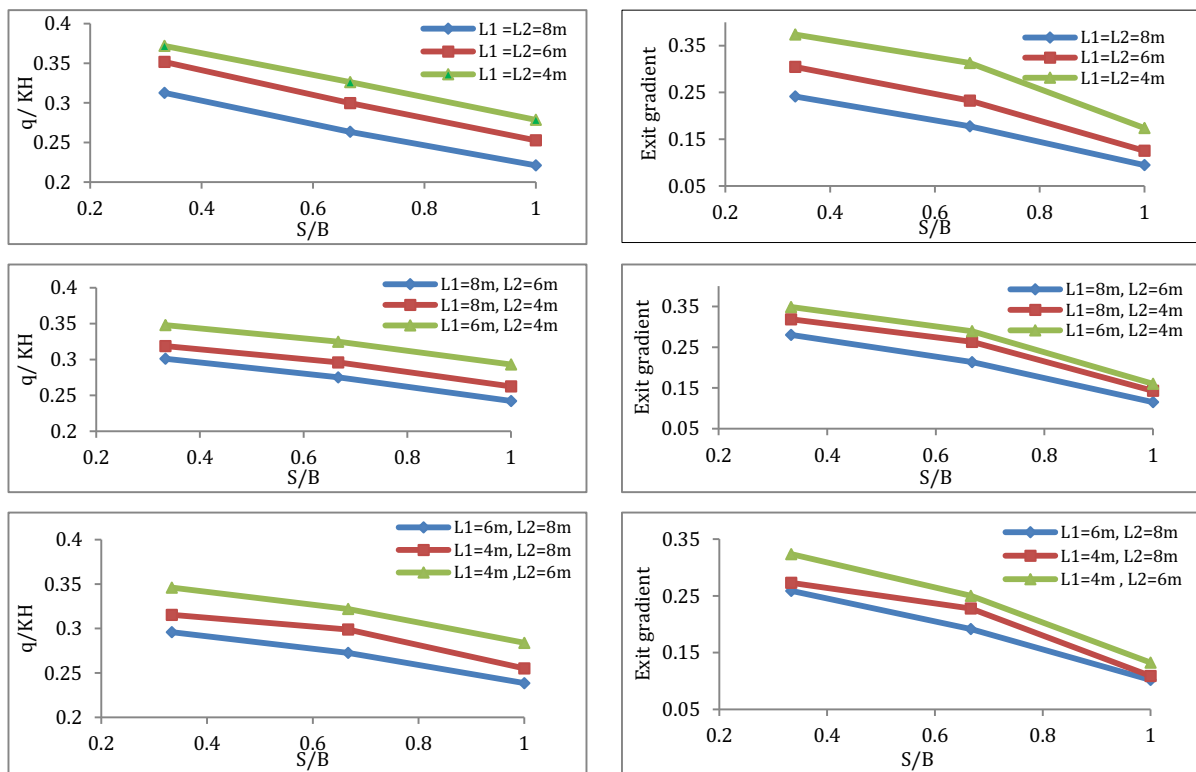 0.4
0.35
0.3
0.25
0.2
q/ KH
0.2 0.4 0.6 0.8 1
S/B
L1 =L2=8m
L1 =L2=6m
L1 =L2=4m
0.35
0.25
0.15
0.05
Exit gradient
0.2 0.4 0.6 0.8 1
S/B
L1=L2=8m
L1=L2=6m
L1=L2=4m
0.4
0.35
0.3
0.25
0.2
q/ KH
0.2 0.4 0.6 0.8 1
S/B
L1=8m, L2=6m
L1=8m, L2=4m
L1=6m, L2=4m
0.35
0.25
0.15
0.05
Exit gradient
0.2 0.4 0.6 0.8 1
S/B
L1=8m, L2=6m
L1=8m, L2=4m
L1=6m, L2=4m
0.4
0.35
0.3
0.25
0.2
q/KH
0.2 0.4 0.6 0.8 1
S/B
L1=6m, L2=8m
L1=4m, L2=8m
L1=4m ,L2=6m
0.35
0.25
0.15
0.05
Exit gradient
0.2 0.4 0.6 0.8 1
S/B
L1=6m, L2=8m
L1=4m, L2=8m
L1=4m , L2=6m